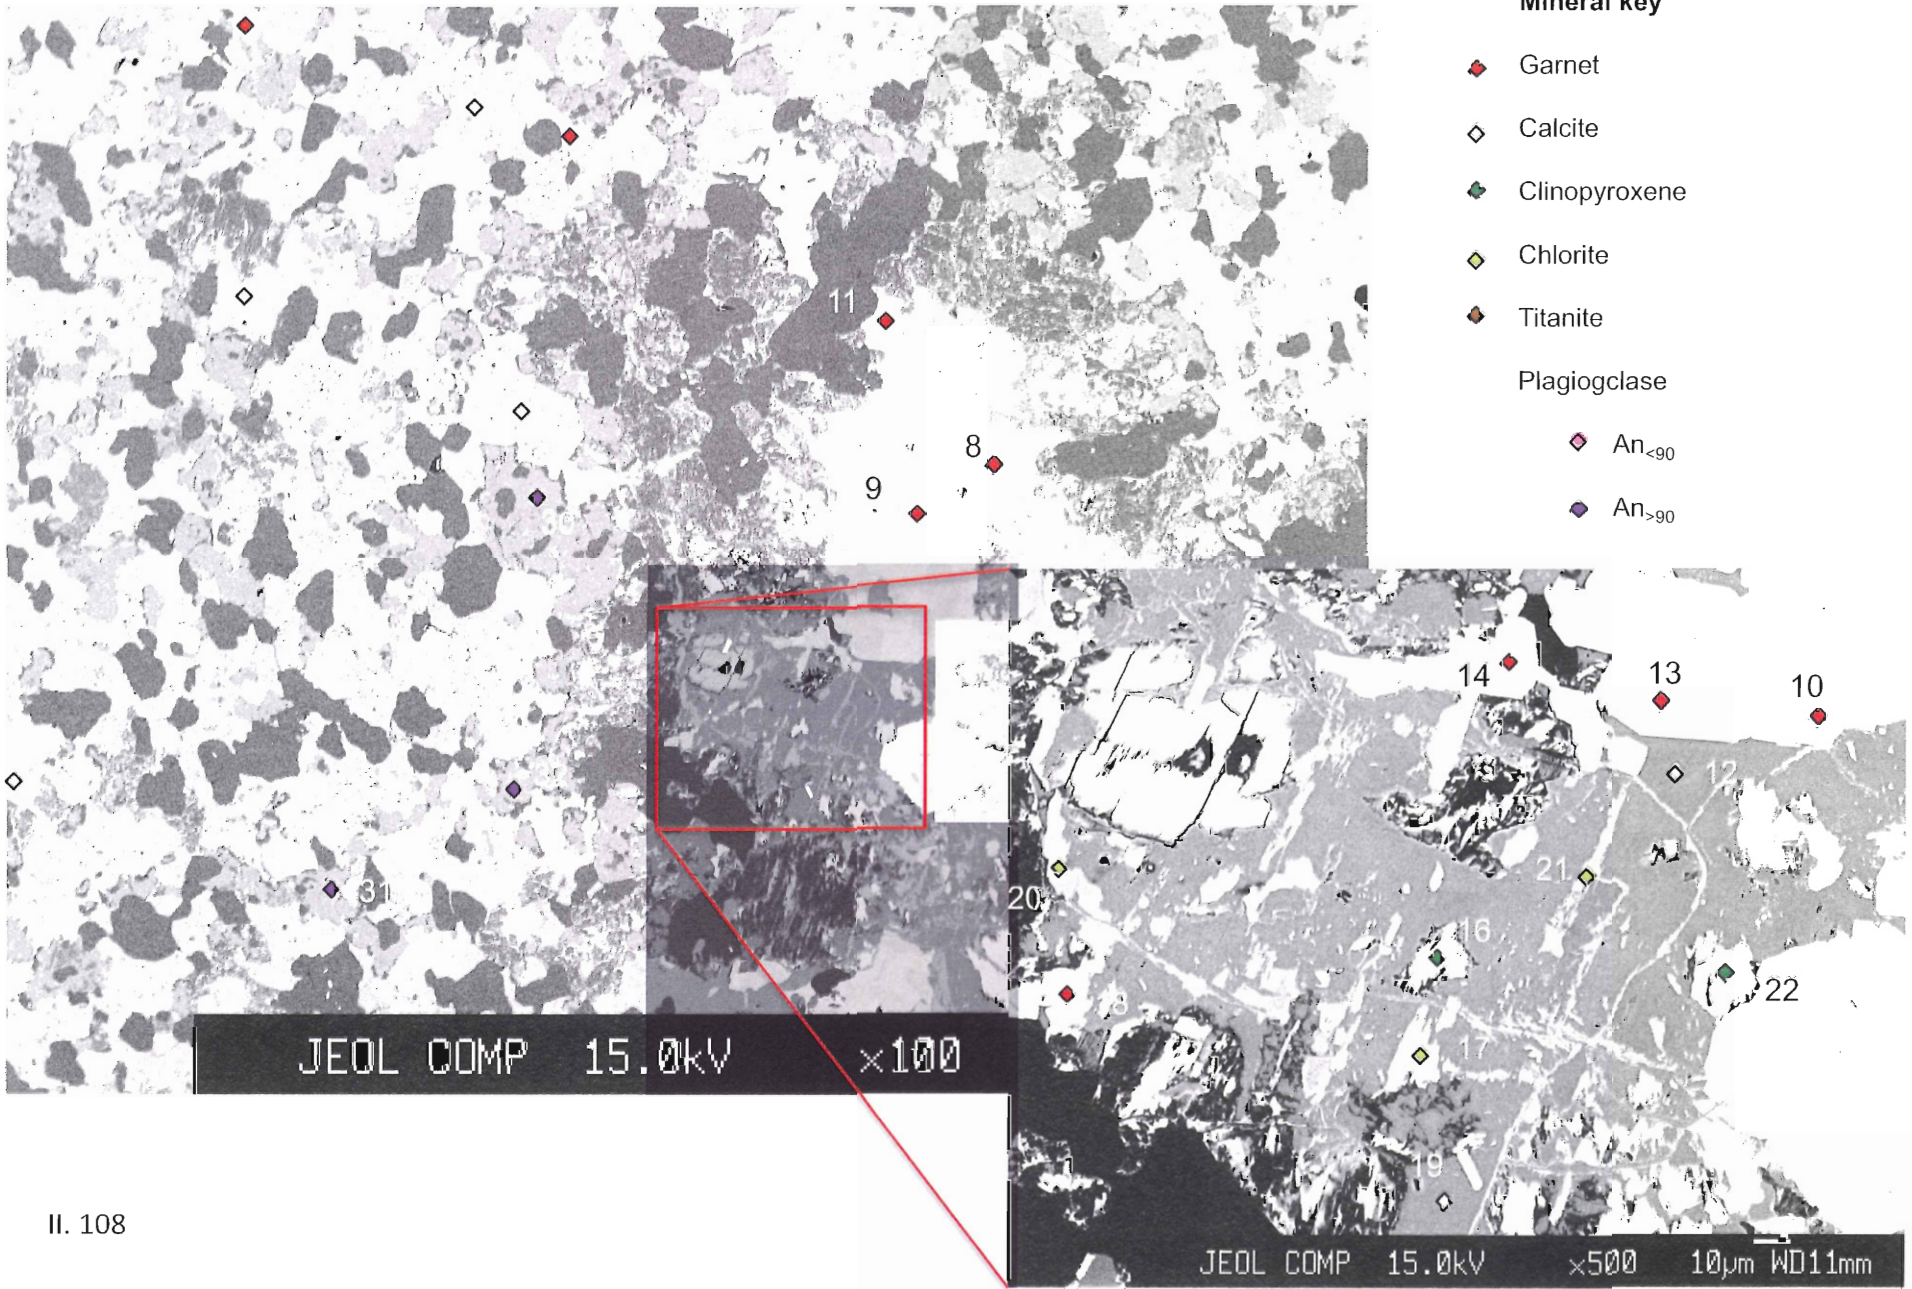 Mineral key
Garnet
Calcite
Clinopyroxene
Chlorite
Titanite
Plagiogclase
An<90
An>90
11
8
9
31
14
13
10
12
20
21
16
22
17
19
JEOL COMP 15.0kV ×100
JEOL COMP 15.0kV ×500 10µm WD11mm
II. 108